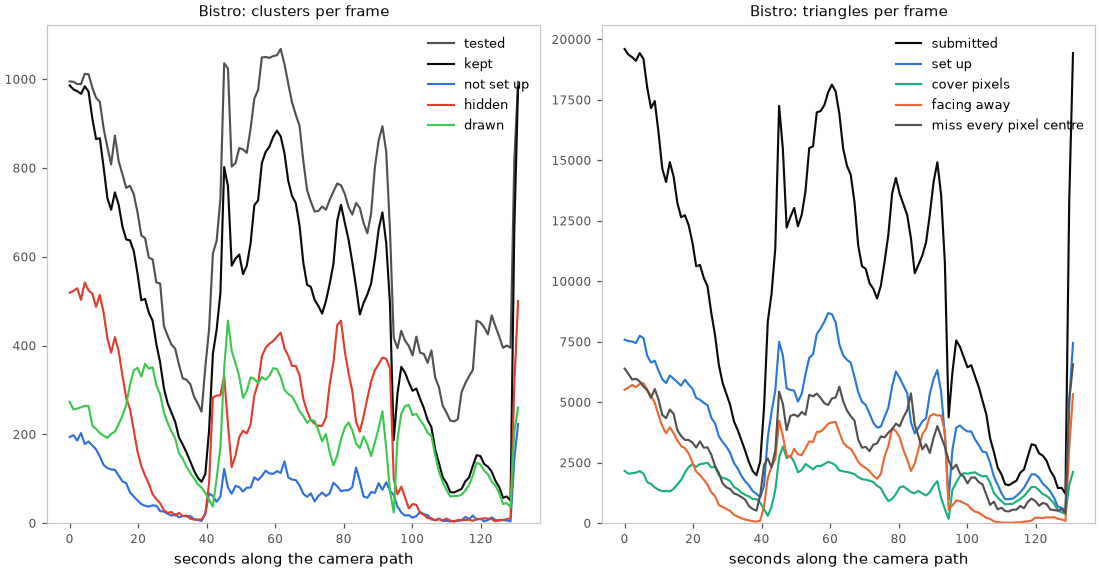 Bistro: clusters per frame
tested
kept
not set up
hidden
drawn
1000
800
600
400
200
0
0 20 40 60 80 100 120
seconds along the camera path
Bistro: triangles per frame
submitted
set up
cover pixels
facing away
miss every pixel centre
20000
17500
15000
12500
10000
7500
5000
2500
0
0 20 40 60 80 100 120
seconds along the camera path